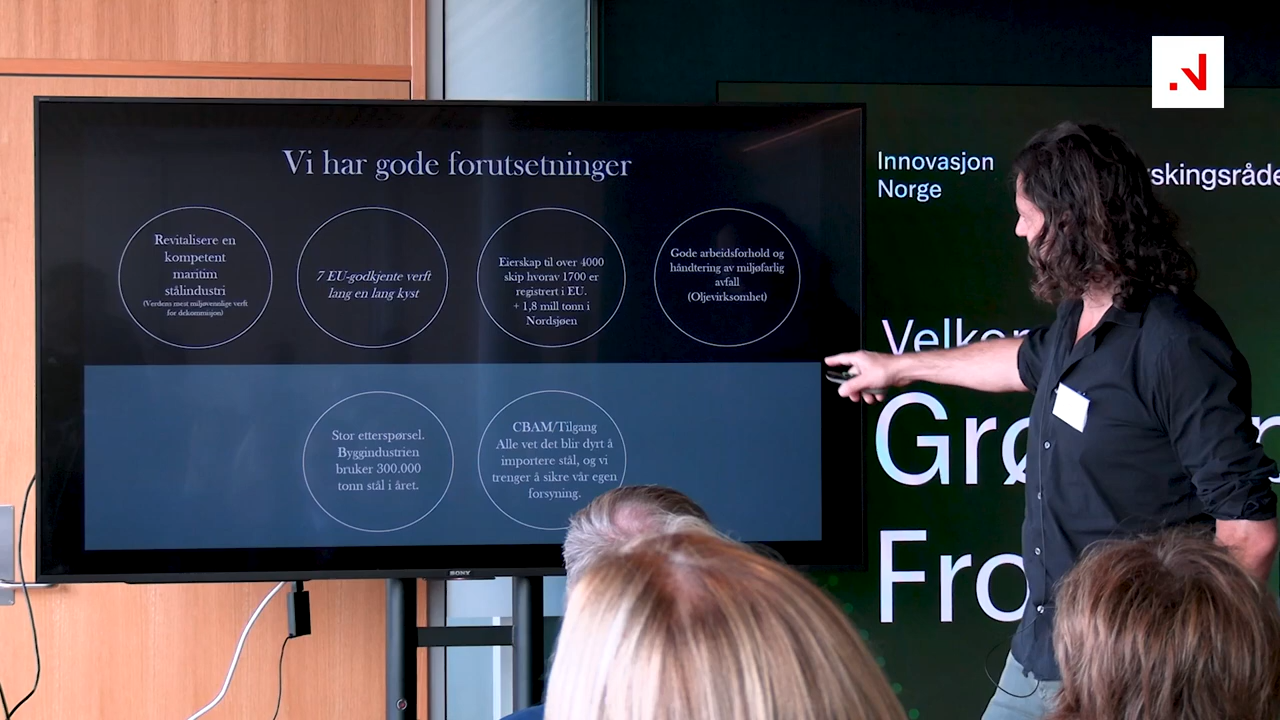 Vi har gode forutsetninger
Revitalisere en
kompetent
maritim
stålindustri
(Verdens mest miljøvennlige verft
for dekommisjon)
7 EU-godkjente verft
lang en lang kyst
Eierskap til over 4000
skip hvorav 1700 er
registrert i EU.
+ 1,8 mill tonn i
Nordsjøen
Gode arbeidsforhold og
håndtering av miljøfarlig
avfall
(Oljevirksomhet)
Stor etterspørsel.
Byggindustrien
bruker 300.000
tonn stål i året.
CBAM/Tilgang
Alle vet det blir dyrt å
importere stål, og vi
trenger å sikre vår egen
forsyning.
SONY
Innovasjon
Norge
rskingsråde
Velko
Grø
Fro